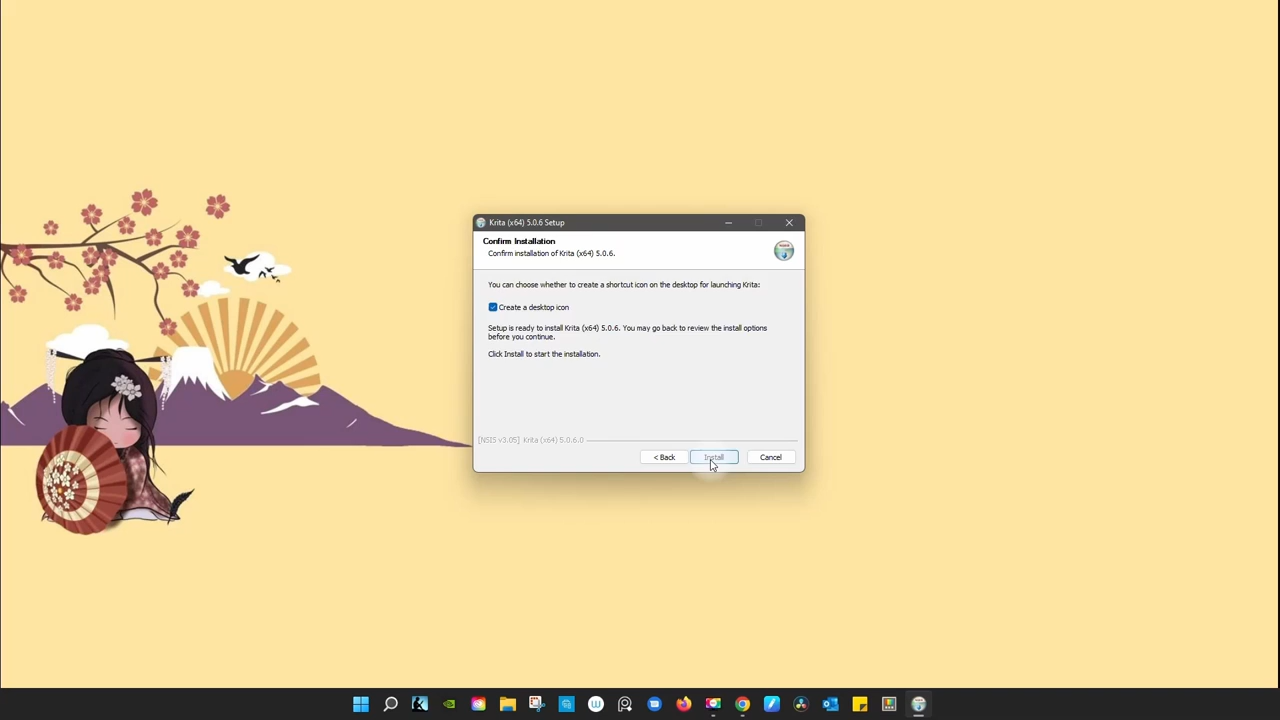 Krita (x64) 5.0.6 Setup
Confirm Installation
Confirm installation of Krita (x64) 5.0.6.
You can choose whether to create a shortcut icon on the desktop for launching Krita:
Create a desktop icon
Setup is ready to install Krita (x64) 5.0.6. You may go back to review the install options
before you continue.
Click Install to start the installation.
[NSIS v3.05] Krita (x64) 5.0.6.0
< Back Install Cancel